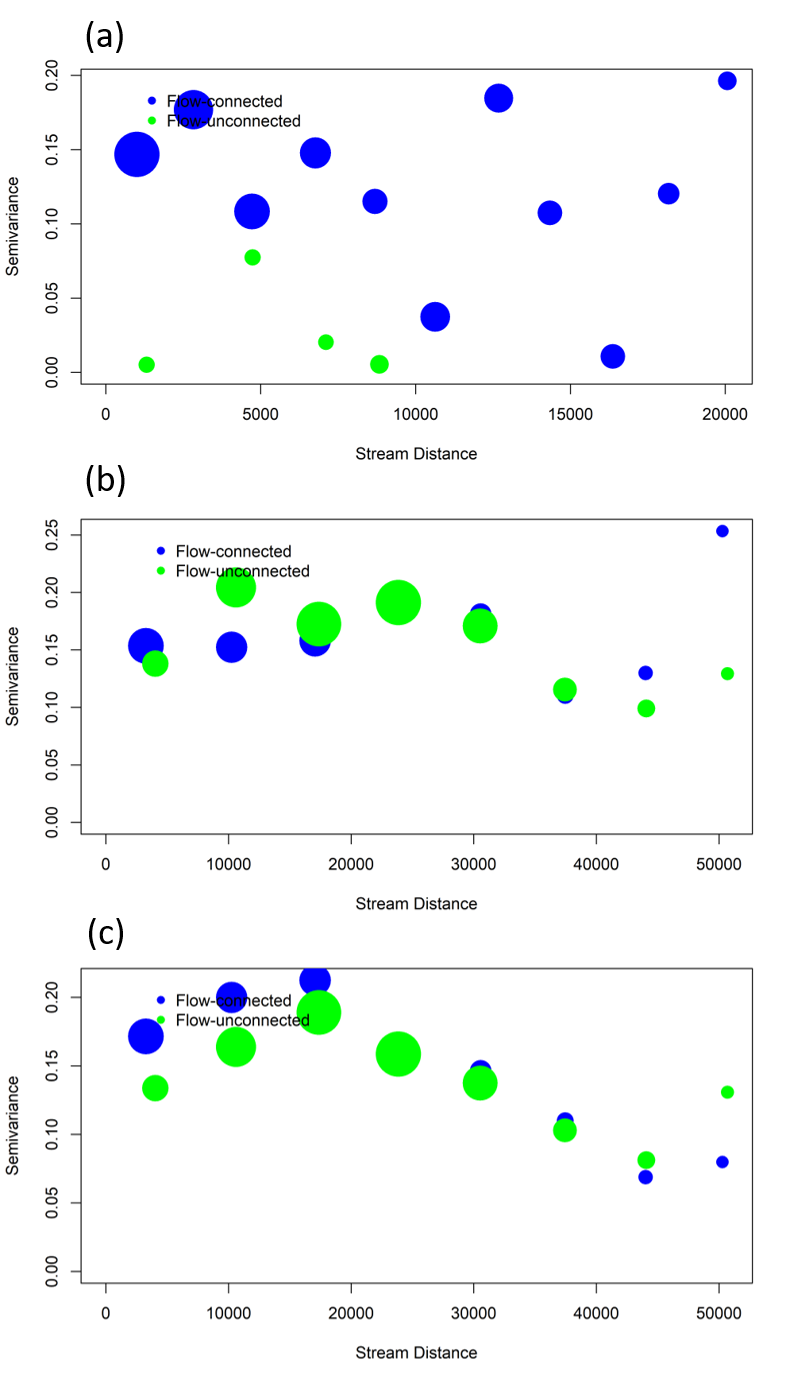 (a)
0.20
0.15
0.10
0.05
0.00
Semivariance
Flow-connected
Flow-unconnected
0 5000 10000 15000 20000
Stream Distance
(b)
0.25
0.20
0.15
0.10
0.05
0.00
Semivariance
Flow-connected
Flow-unconnected
0 10000 20000 30000 40000 50000
Stream Distance
(c)
0.20
0.15
0.10
0.05
0.00
Semivariance
Flow-connected
Flow-unconnected
0 10000 20000 30000 40000 50000
Stream Distance